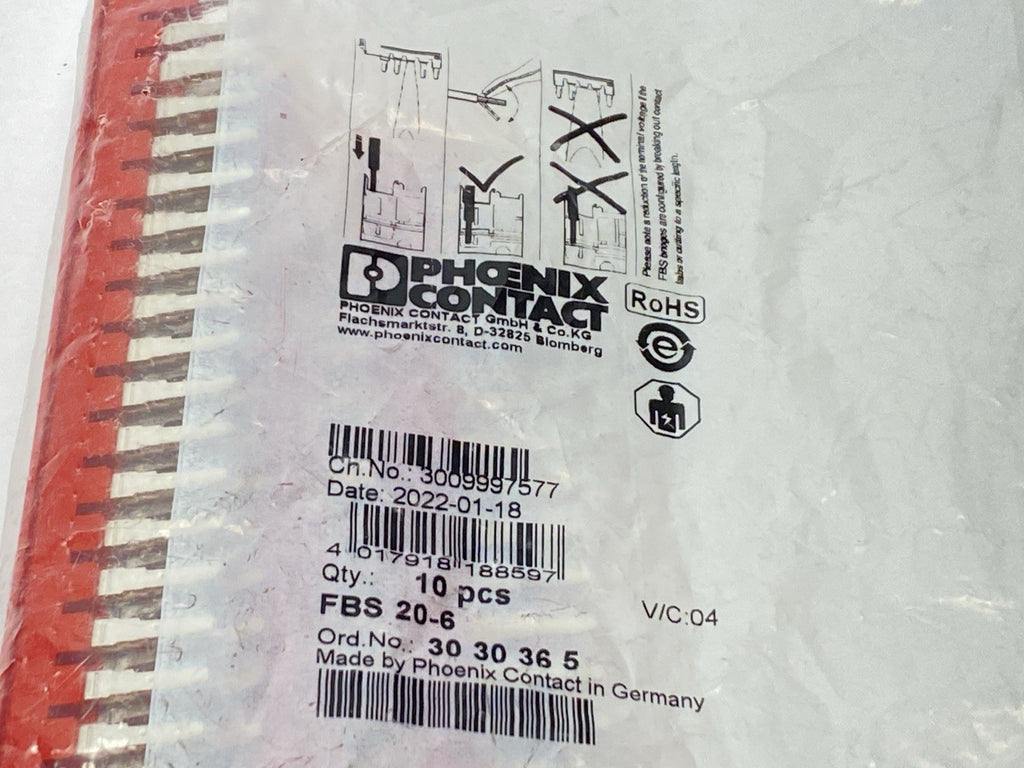 Please note a reduction of the nominal voltage if the
FBS bridges are configured by breaking out contact
tabs or cutting to a specific length.
PHOENIX
CONTACT
PHOENIX CONTACT GmbH & Co.KG
Flachsmarktstr. 8, D-32825 Blomberg
www.phoenixcontact.com
RoHS
e
Ch.No.: 3009997577
Date: 2022-01-18
4 017918 188597
Qty.: 10 pcs
FBS 20-6
V/C:04
Ord.No.: 30 30 36 5
Made by Phoenix Contact in Germany